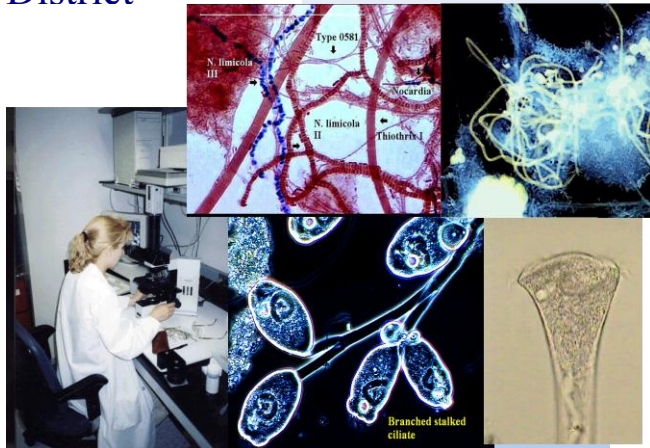 District
Type 0581
N. limicola
III
Nocardia
N. limicola
II
Thiothrix I
Branched stalked
ciliate